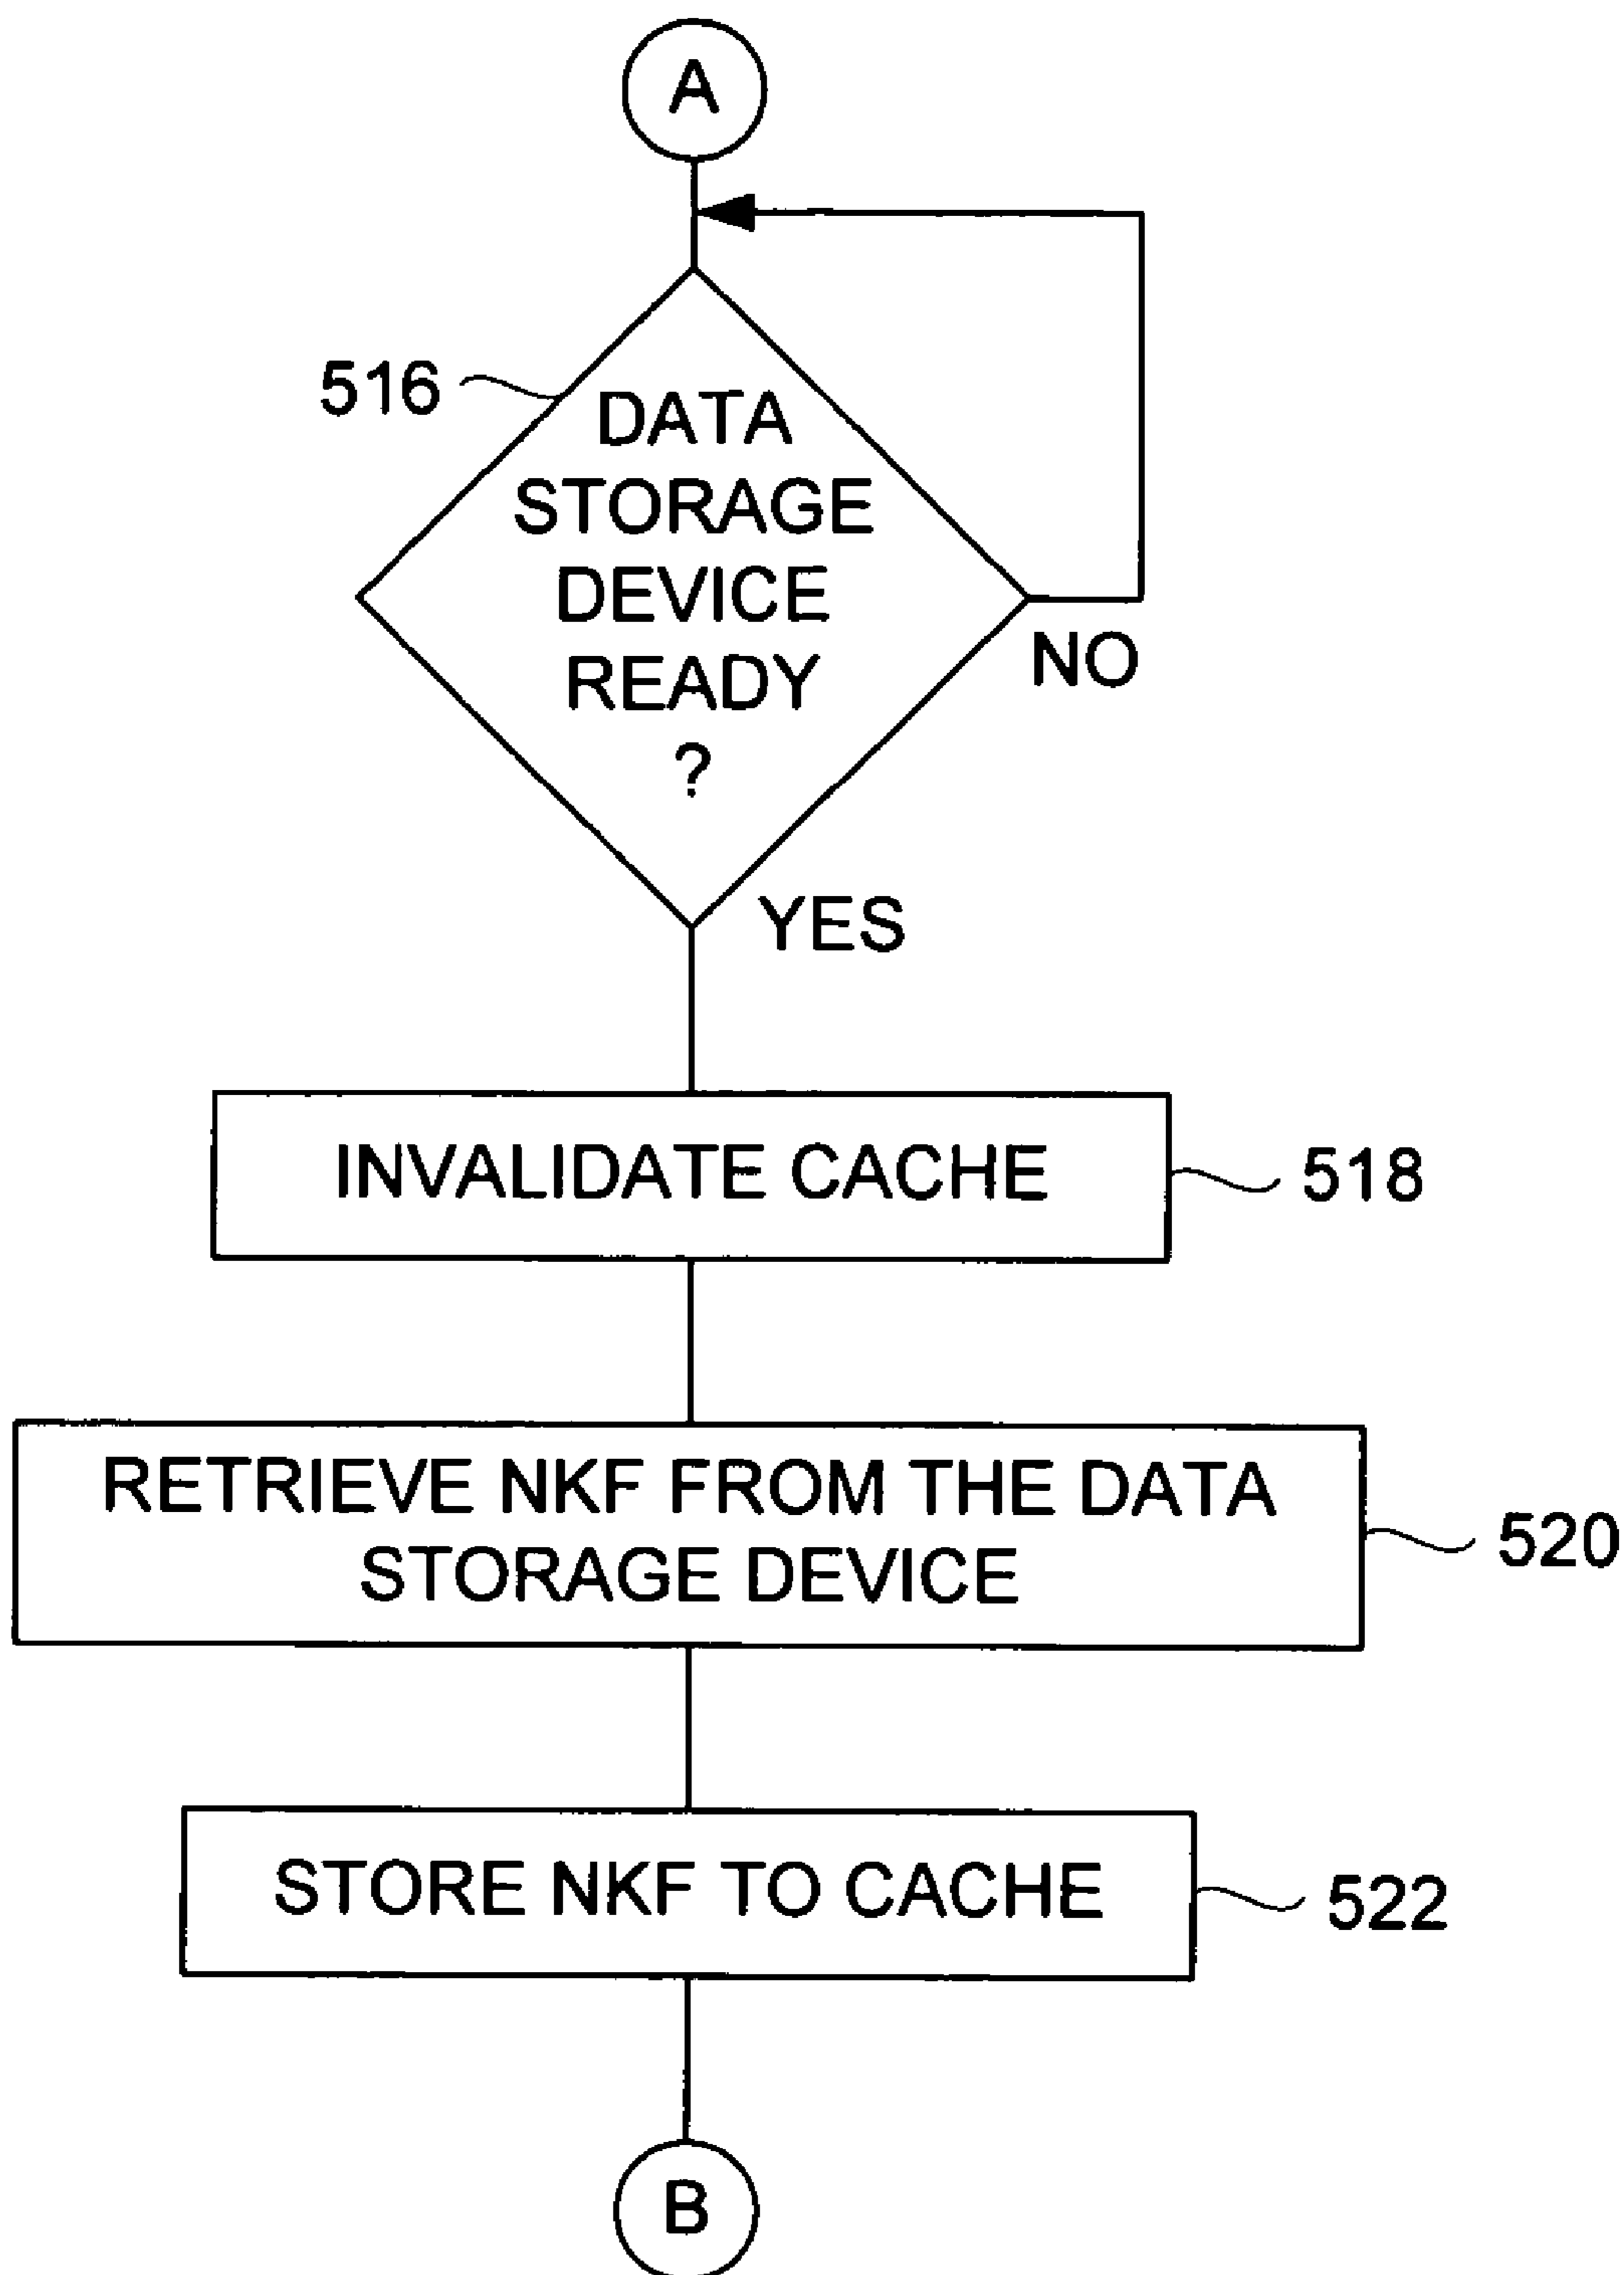 A
516
DATA
STORAGE
DEVICE
READY
?
NO
YES
INVALIDATE CACHE
518
RETRIEVE NKF FROM THE DATA
STORAGE DEVICE
520
STORE NKF TO CACHE
522
B